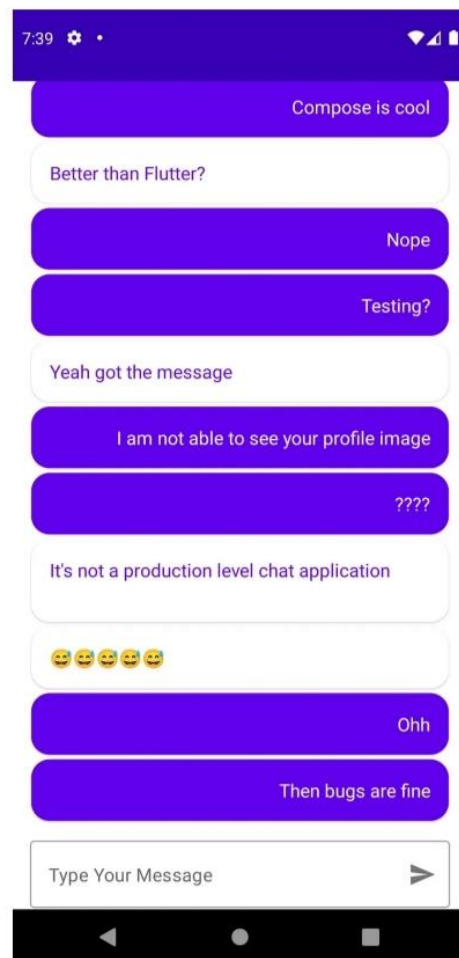 7:39
Compose is cool
Better than Flutter?
Nope
Testing?
Yeah got the message
I am not able to see your profile image
????
It's not a production level chat application
😅😅😅😅😅
Ohh
Then bugs are fine
Type Your Message